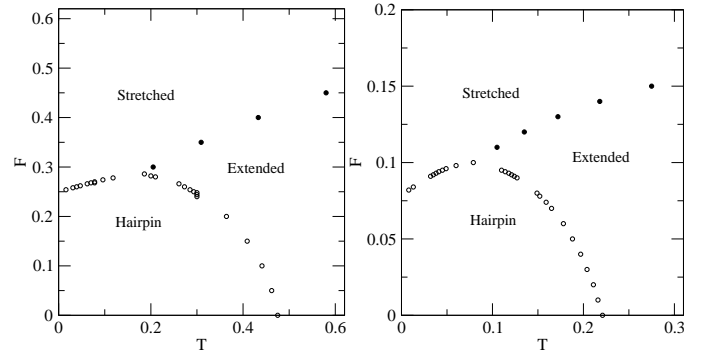 0.6
0.5
0.4
0.3
0.2
0.1
0
F
Stretched
Extended
Hairpin
0 0.2 0.4 0.6
T
0.2
0.15
0.1
0.05
0
F
Stretched
Extended
Hairpin
0 0.1 0.2 0.3
T